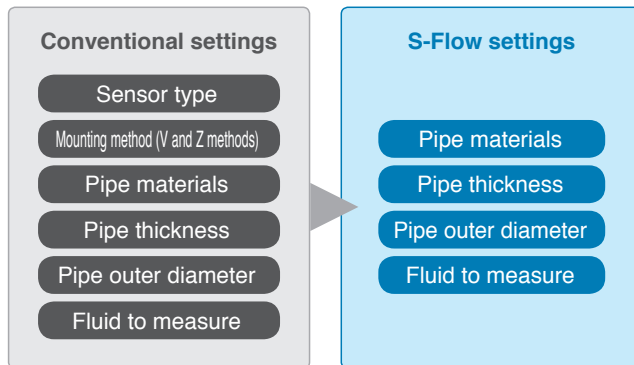 Conventional settings
Sensor type
Mounting method (V and Z methods)
Pipe materials
Pipe thickness
Pipe outer diameter
Fluid to measure
S-Flow settings
Pipe materials
Pipe thickness
Pipe outer diameter
Fluid to measure